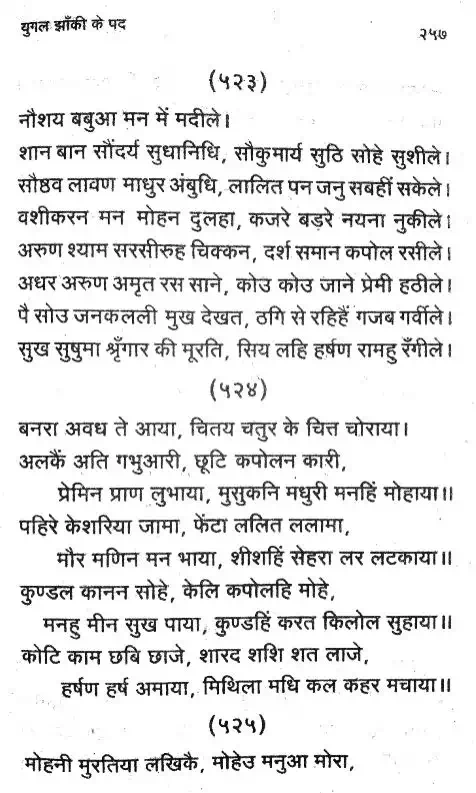 युगल झाँकी के पद
२५७
(५२३)
नौशय बबुआ मन में मदीले।
शान बान सौंदर्य सुधानिधि, सौकुमार्य सुठि सोहे सुशीले।
सौष्ठव लावण माधुर अंबुधि, लालित पन जनु सबहीं सकेले।
वशीकरन मन मोहन दुलहा, कजरे बड़रे नयना नुकीले।
अरुण श्याम सरसीरुह चिक्कन, दर्श समान कपोल रसीले।
अधर अरुण अमृत रस साने, कोउ कोउ जाने प्रेमी हठीले।
पै सोउ जनकलली मुख देखत, ठगि से रहिहैं गजब गर्वीले।
सुख सुषुमा श्रृँगार की मूरति, सिय लहि हर्षण रामहु रँगीले।
(५२४)
बनरा अवध ते आया, चितय चतुर के चित्त चोराया।
अलकैं अति गभुआरी, छूटि कपोलन कारी,
प्रेमिन प्राण लुभाया, मुसुकनि मधुरी मनहिं मोहाया॥
पहिरे केशरिया जामा, फेंटा ललित ललामा,
मौर मणिन मन भाया, शीशहिं सेहरा लर लटकाया॥
कुण्डल कानन सोहे, केलि कपोलहि मोहे,
मनहु मीन सुख पाया, कुण्डहिं करत किलोल सुहाया॥
कोटि काम छबि छाजे, शारद शशि शत लाजे,
हर्षण हर्ष अमाया, मिथिला मधि कल कहर मचाया॥
(५२५)
मोहनी मुरतिया लखिकै, मोहेउ मनुआ मोरा,